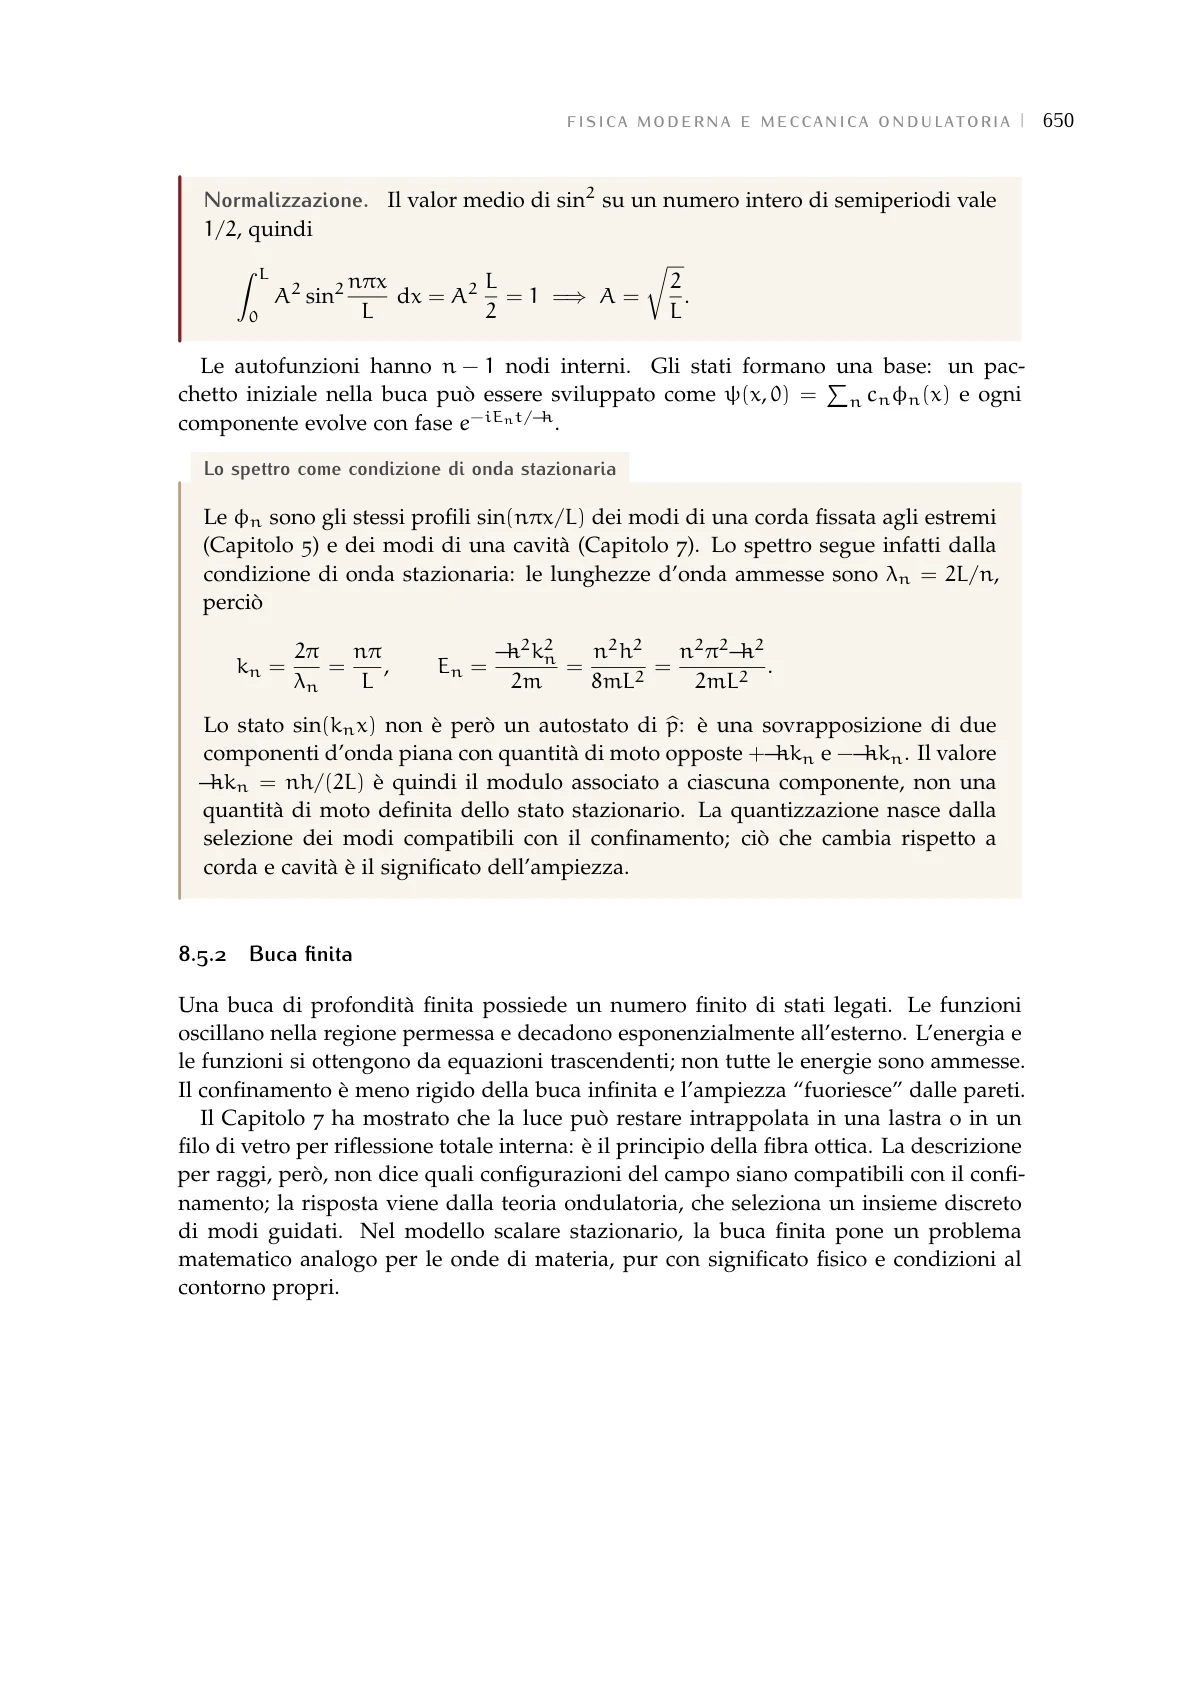 FISICA MODERNA E MECCANICA ONDULATORIA | 650
Normalizzazione. Il valor medio di sin² su un numero intero di semiperiodi vale
1/2, quindi
∫₀ᴸ A² sin² nπx/L dx = A² L/2 = 1 ⟹ A = √(2/L).
Le autofunzioni hanno n − 1 nodi interni. Gli stati formano una base: un pac-
chetto iniziale nella buca può essere sviluppato come ψ(x, 0) = ∑ₙ cₙϕₙ(x) e ogni
componente evolve con fase e^{−iEₙt/ℏ}.
Lo spettro come condizione di onda stazionaria
Le ϕₙ sono gli stessi profili sin(nπx/L) dei modi di una corda fissata agli estremi
(Capitolo 5) e dei modi di una cavità (Capitolo 7). Lo spettro segue infatti dalla
condizione di onda stazionaria: le lunghezze d’onda ammesse sono λₙ = 2L/n,
perciò
kₙ = 2π/λₙ = nπ/L, Eₙ = ℏ²kₙ²/2m = n²h²/8mL² = n²π²ℏ²/2mL².
Lo stato sin(kₙx) non è però un autostato di p̂: è una sovrapposizione di due
componenti d’onda piana con quantità di moto opposte +ℏkₙ e −ℏkₙ. Il valore
ℏkₙ = nh/(2L) è quindi il modulo associato a ciascuna componente, non una
quantità di moto definita dello stato stazionario. La quantizzazione nasce dalla
selezione dei modi compatibili con il confinamento; ciò che cambia rispetto a
corda e cavità è il significato dell’ampiezza.
8.5.2 Buca finita
Una buca di profondità finita possiede un numero finito di stati legati. Le funzioni
oscillano nella regione permessa e decadono esponenzialmente all’esterno. L’energia e
le funzioni si ottengono da equazioni trascendenti; non tutte le energie sono ammesse.
Il confinamento è meno rigido della buca infinita e l’ampiezza “fuoriesce” dalle pareti.
Il Capitolo 7 ha mostrato che la luce può restare intrappolata in una lastra o in un
filo di vetro per riflessione totale interna: è il principio della fibra ottica. La descrizione
per raggi, però, non dice quali configurazioni del campo siano compatibili con il confi-
namento; la risposta viene dalla teoria ondulatoria, che seleziona un insieme discreto
di modi guidati. Nel modello scalare stazionario, la buca finita pone un problema
matematico analogo per le onde di materia, pur con significato fisico e condizioni al
contorno propri.